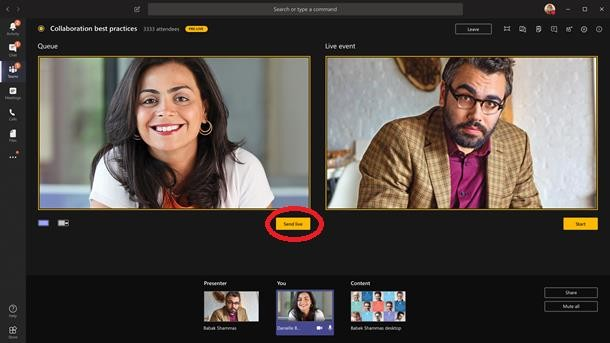 Search or type a command
Activity
Chat
Teams
Meetings
Calls
Files
Help
Store
Collaboration best practices 3333 attendees PRE-LIVE
Leave
Queue
Live event
Send live
Start
Presenter
You
Content
Babak Shammas
Danielle B...
Babak Shammas desktop
Share
Mute all